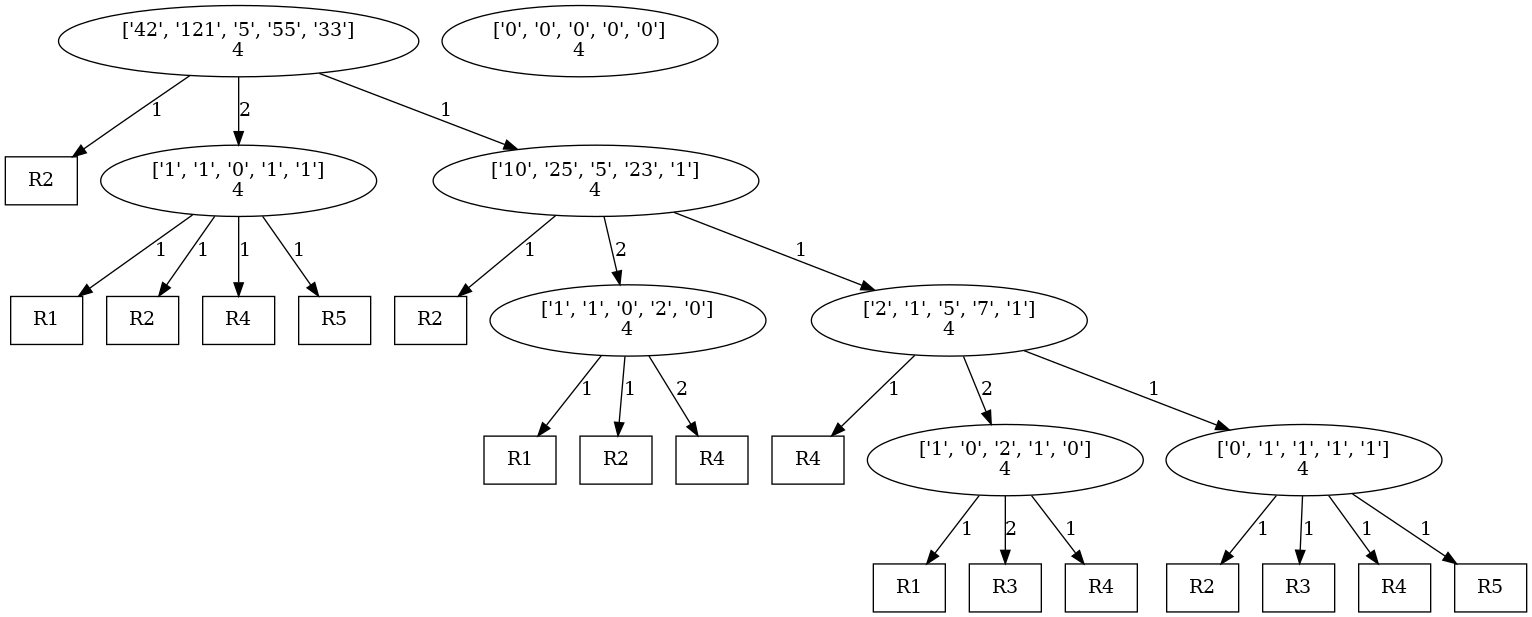 ['42', '121', '5', '55', '33']
4
['0', '0', '0', '0', '0']
4
1
2
1
R2
['1', '1', '0', '1', '1']
4
['10', '25', '5', '23', '1']
4
1
1
1
1
1
2
1
R1
R2
R4
R5
R2
['1', '1', '0', '2', '0']
4
['2', '1', '5', '7', '1']
4
1
1
2
1
2
1
R1
R2
R4
R4
['1', '0', '2', '1', '0']
4
['0', '1', '1', '1', '1']
4
1
2
1
1
1
1
1
R1
R3
R4
R2
R3
R4
R5